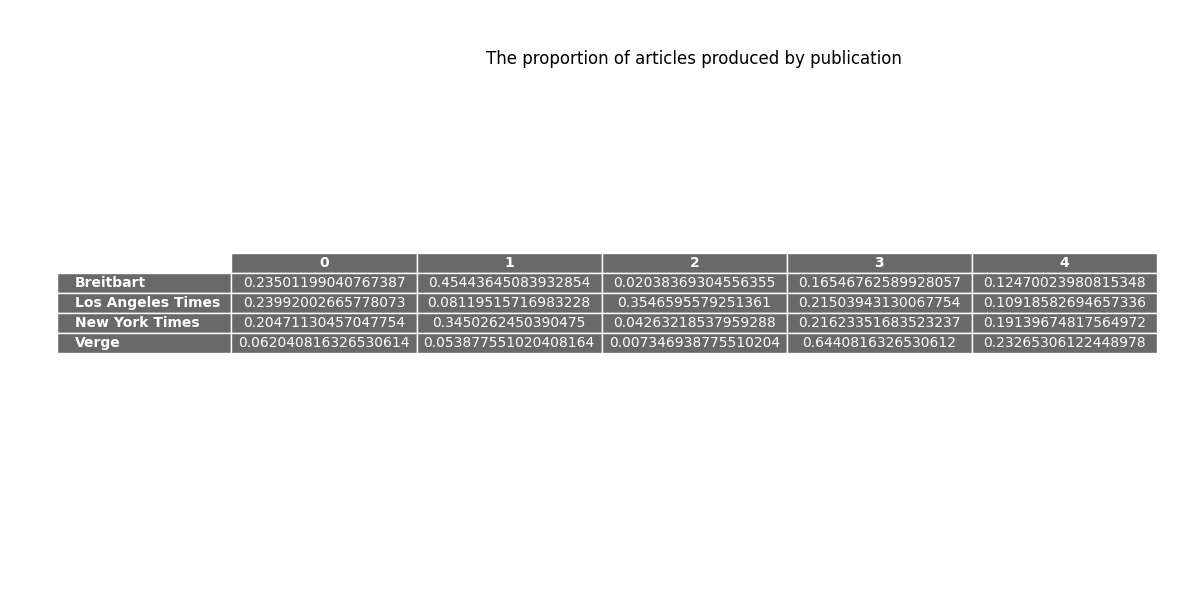 The proportion of articles produced by publication
0 1 2 3 4
Breitbart 0.23501199040767387 0.45443645083932854 0.02038369304556355 0.16546762589928057 0.12470023980815348
Los Angeles Times 0.23992002665778073 0.08119515716983228 0.3546595579251361 0.21503943130067754 0.10918582694657336
New York Times 0.20471130457047754 0.3450262450390475 0.04263218537959288 0.21623351683523237 0.19139674817564972
Verge 0.062040816326530614 0.053877551020408164 0.007346938775510204 0.6440816326530612 0.23265306122448978